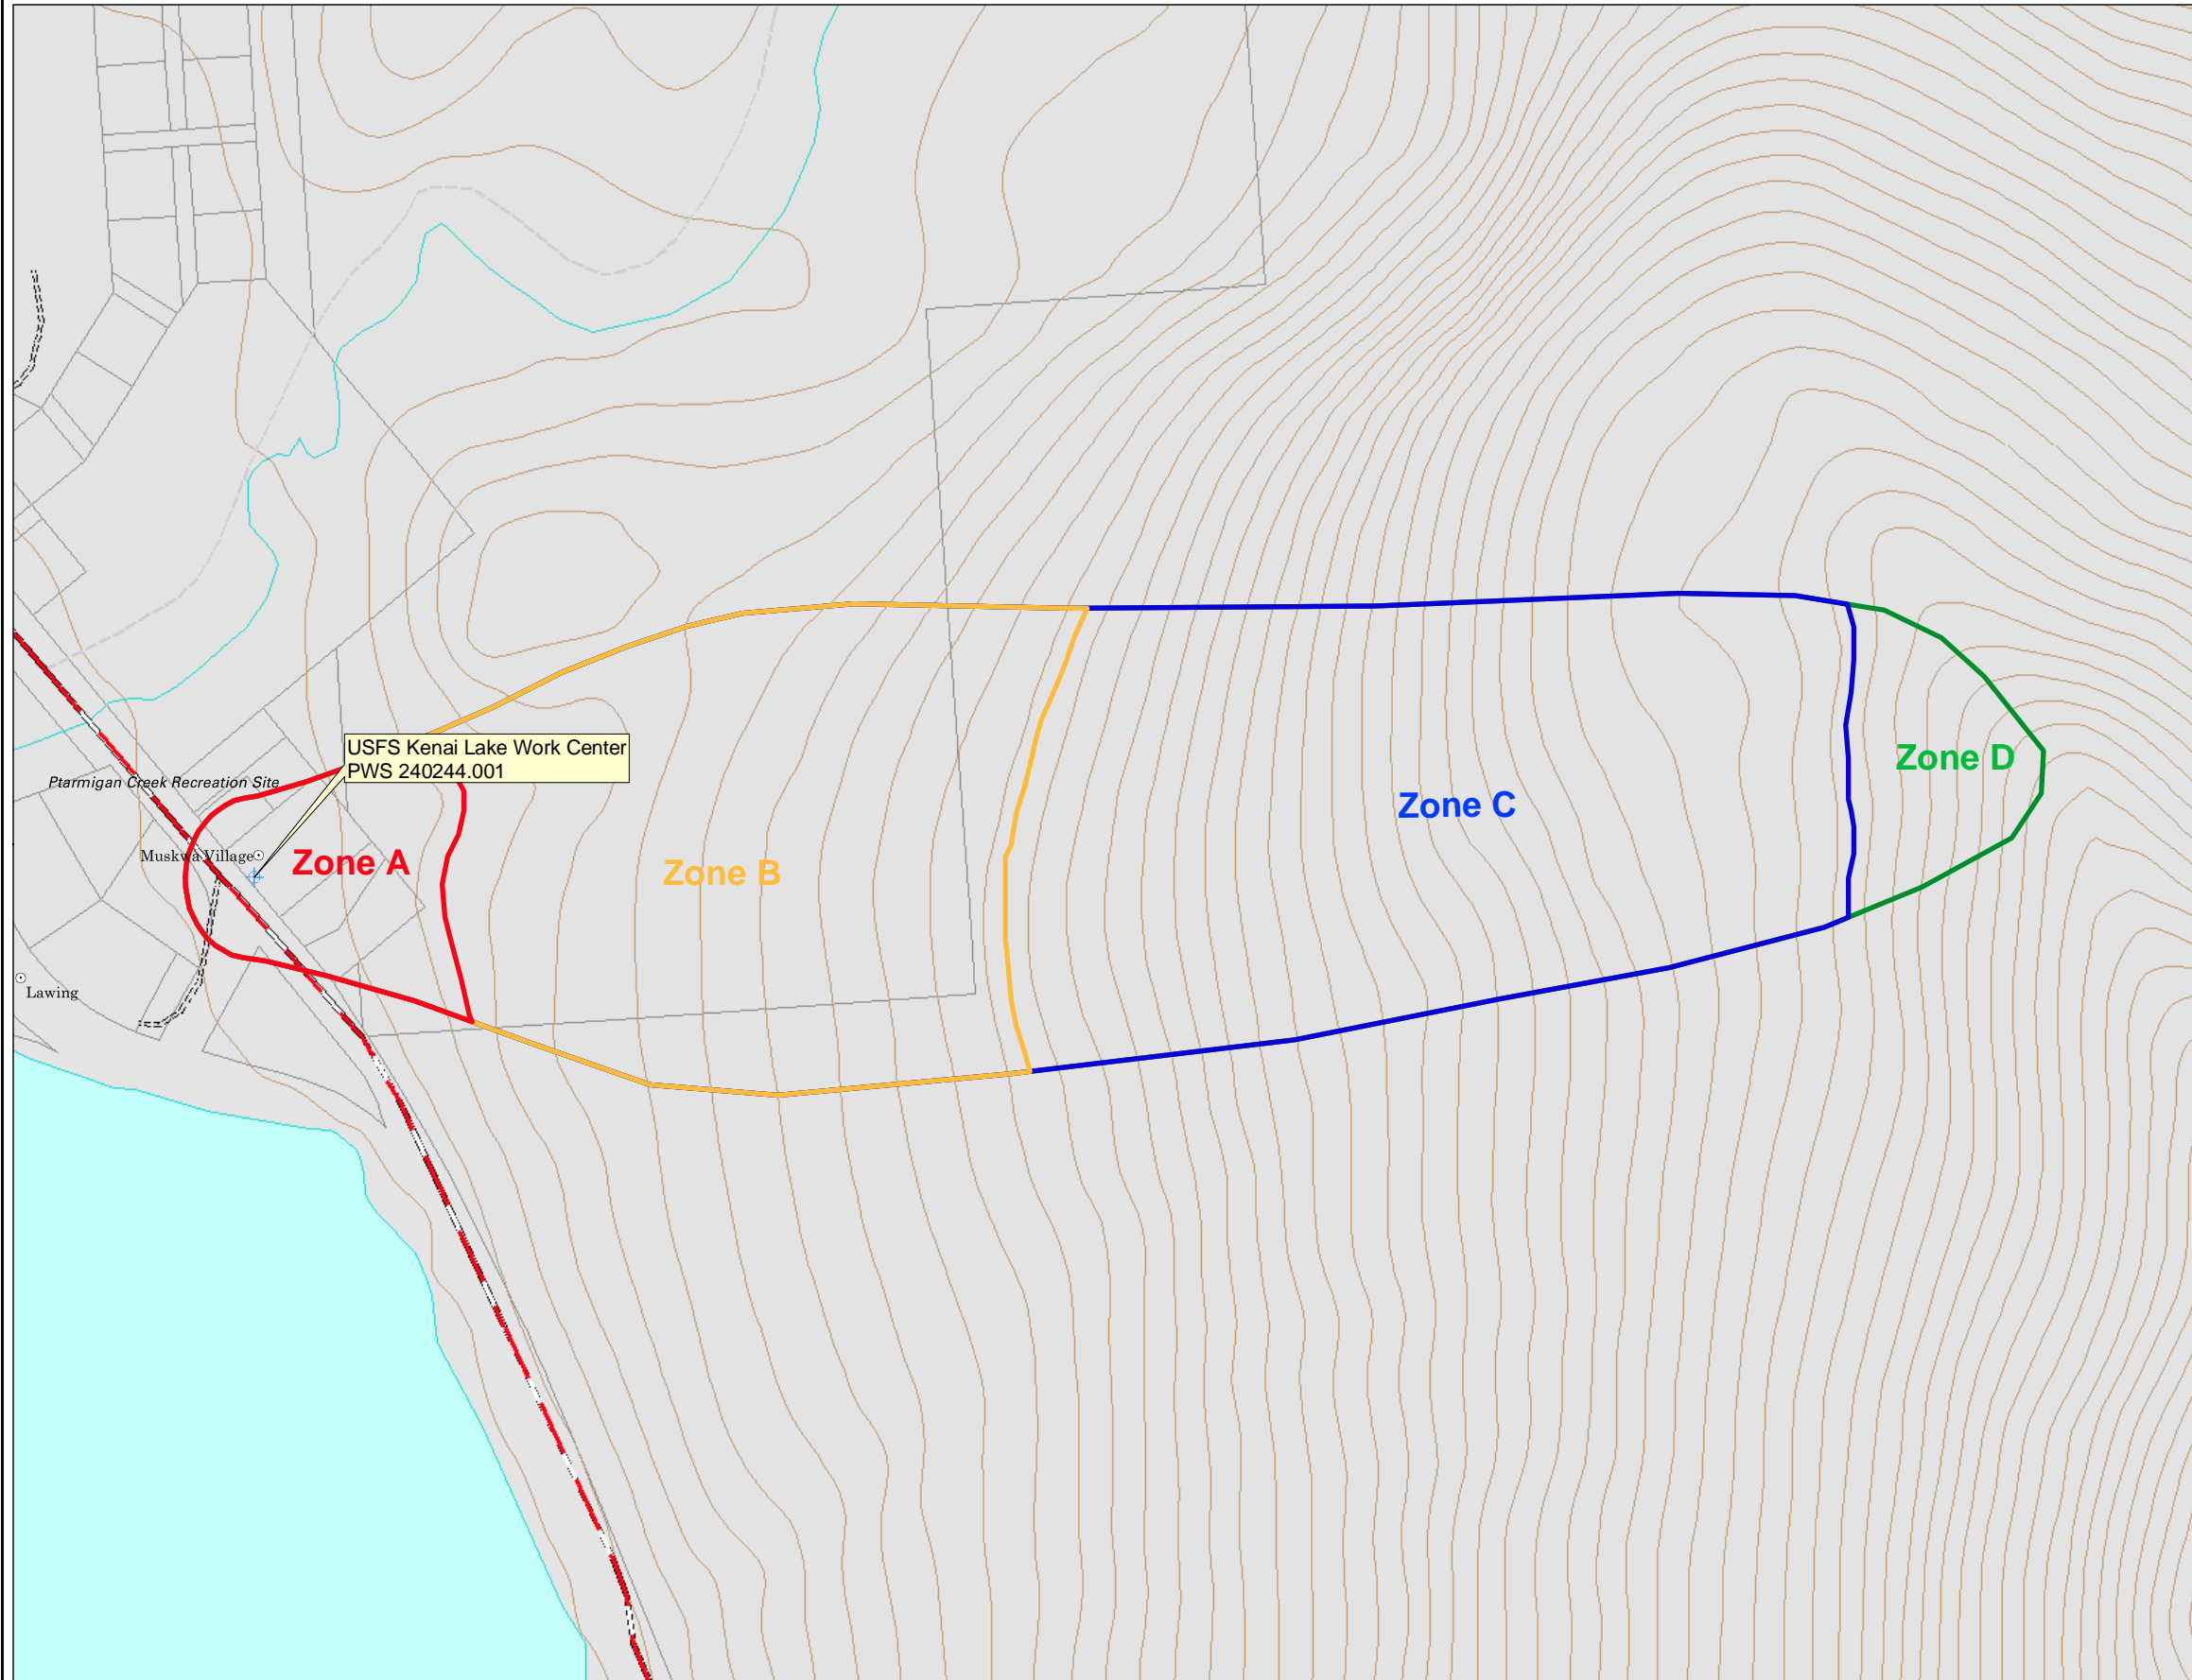 USFS Kenai Lake Work Center
PWS 240244.001
Ptarmigan Creek Recreation Site
Zone D
Zone C
Muskwa Village
Zone A
Zone B
Lawing